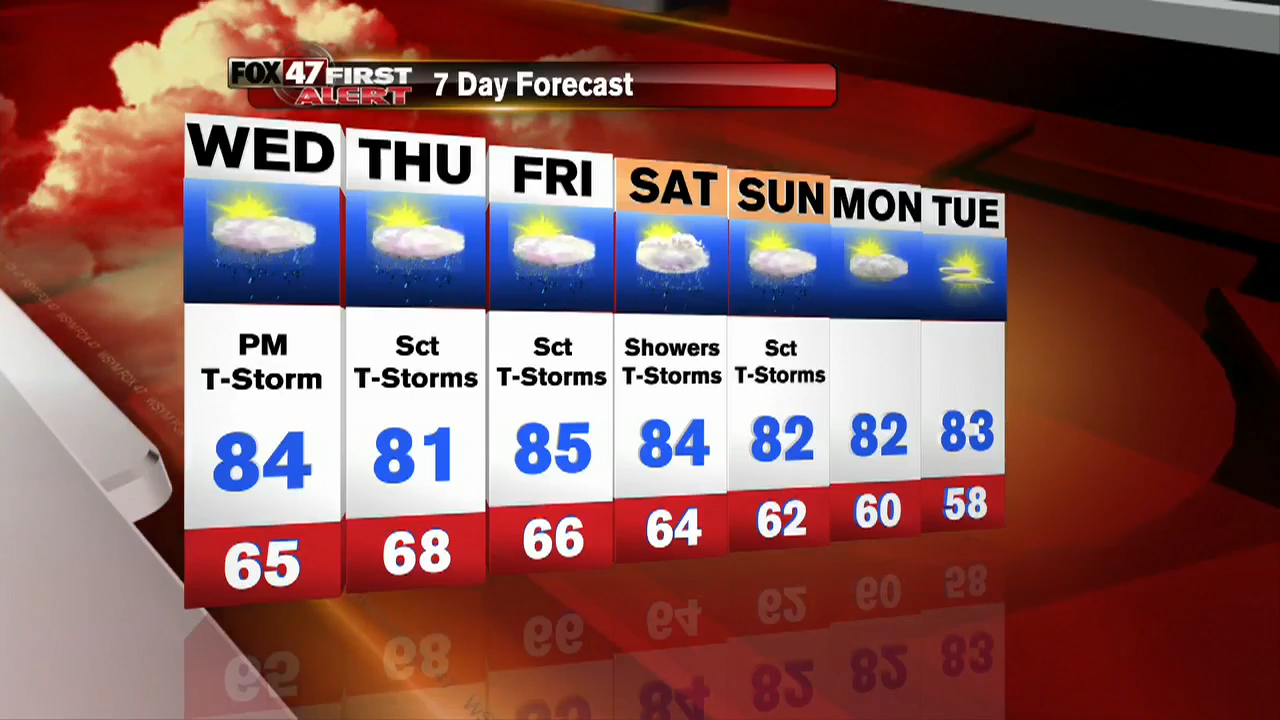 FOX 47 FIRST ALERT 7 Day Forecast
WED THU FRI SAT SUN MON TUE
PM Sct Sct Showers Sct
T-Storm T-Storms T-Storms T-Storms T-Storms
84 81 85 84 82 82 83
65 68 66 64 62 60 58